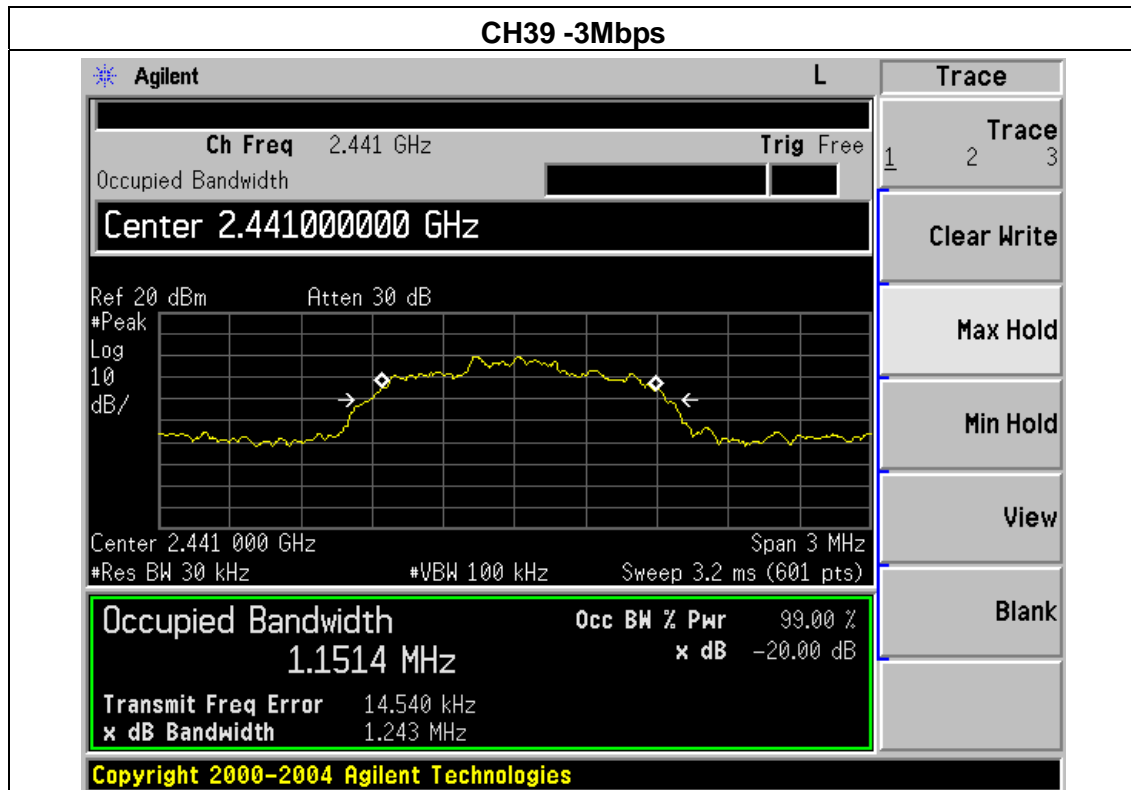 CH39 -3Mbps
Agilent L Trace
Ch Freq 2.441 GHz Trig Free
Occupied Bandwidth
Trace
1 2 3
Center 2.441000000 GHz
Clear Write
Ref 20 dBm Atten 30 dB
#Peak
Log
10
dB/
Max Hold
Min Hold
View
Center 2.441 000 GHz Span 3 MHz
#Res BW 30 kHz #VBW 100 kHz Sweep 3.2 ms (601 pts)
Blank
Occupied Bandwidth Occ BW % Pwr 99.00 %
1.1514 MHz x dB -20.00 dB
Transmit Freq Error 14.540 kHz
x dB Bandwidth 1.243 MHz
Copyright 2000-2004 Agilent Technologies